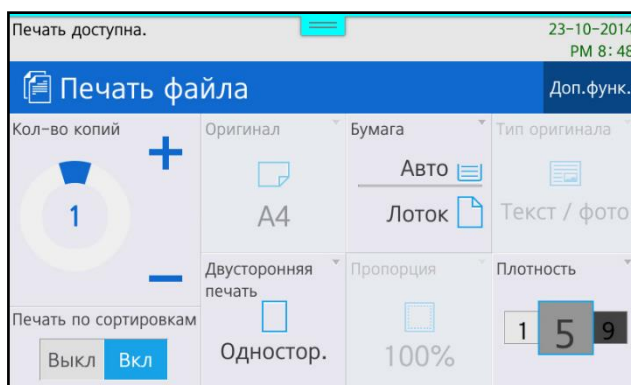 Печать доступна.
23-10-2014
PM 8:48
Печать файла
Доп.функ.
Кол-во копий
1
Оригинал
A4
Бумага
Авто
Лоток
Тип оригинала
Текст / фото
Двусторонняя
печать
Одностор.
Пропорция
100%
Плотность
1 5 9
Печать по сортировкам
Выкл Вкл